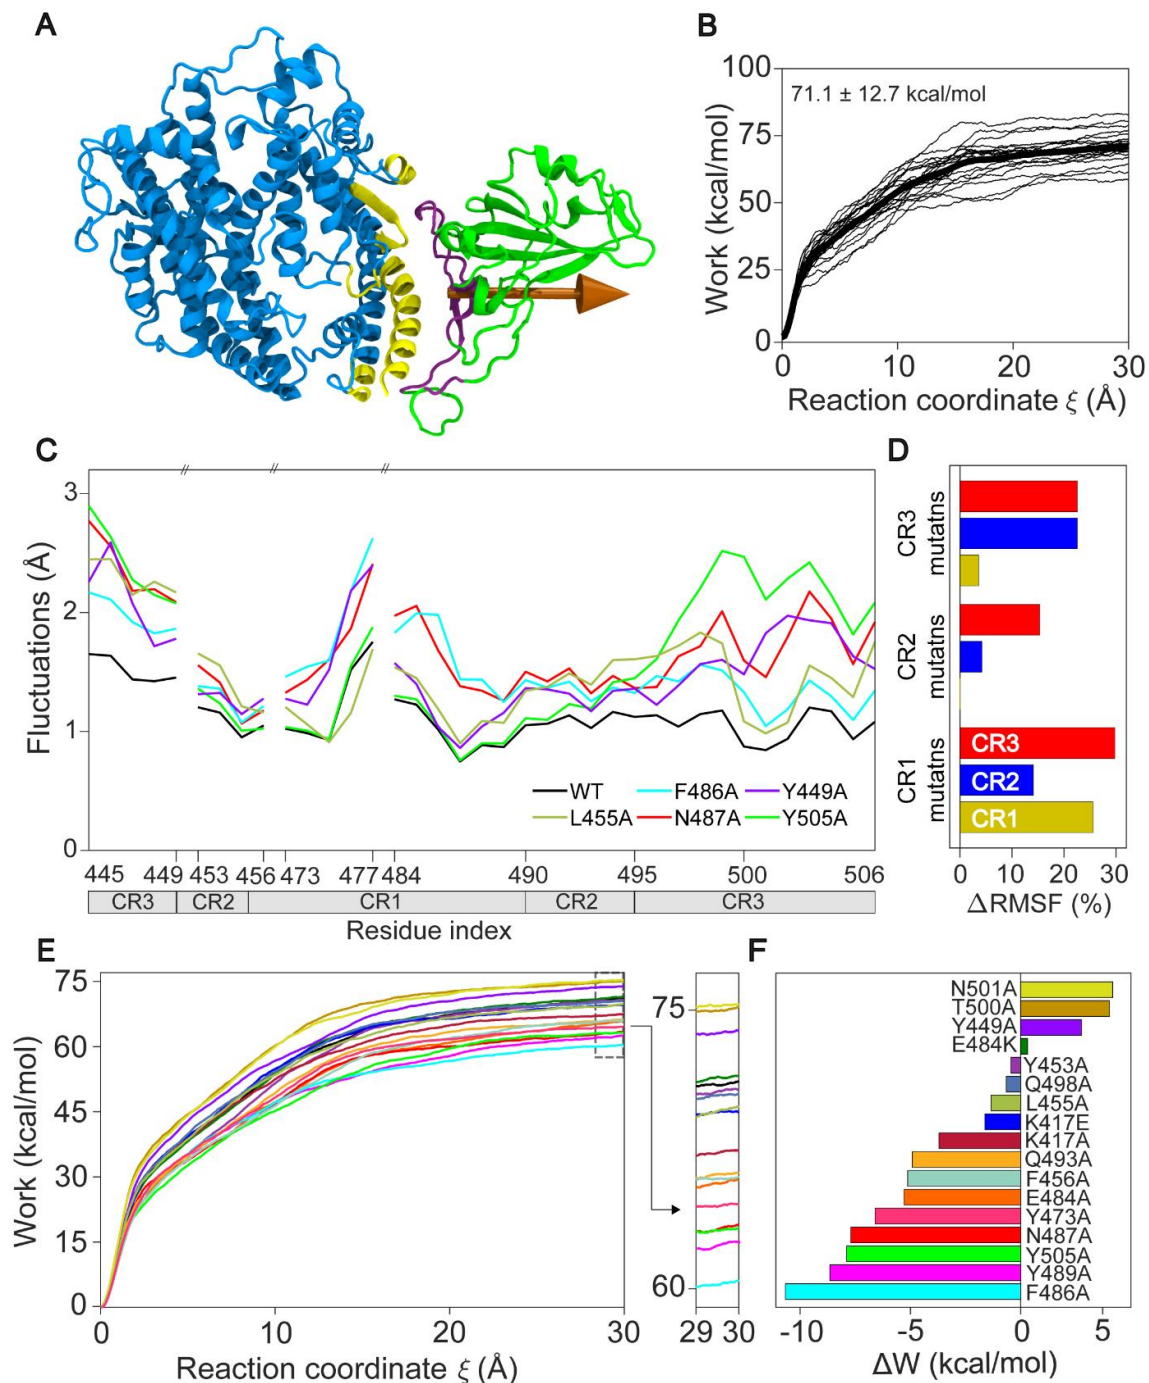 A
B
100
75
50
25
0
71.1 ± 12.7 kcal/mol
Work (kcal/mol)
0 10 20 30
Reaction coordinate ξ (Å)
C
3
2
1
0
Fluctuations (Å)
WT F486A Y449A
L455A N487A Y505A
445 449 453 456 473 477 484 490 495 500 506
CR3 CR2 CR1 CR2 CR3
Residue index
D
CR3
mutatns
CR2
mutatns
CR1
mutatns
CR3
CR2
CR1
0 10 20 30
ΔRMSF (%)
E
75
60
45
30
15
0
Work (kcal/mol)
0 10 20 30
Reaction coordinate ξ (Å)
75
60
29 30
F
N501A
T500A
Y449A
E484K
Y453A
Q498A
L455A
K417E
K417A
Q493A
F456A
E484A
Y473A
N487A
Y505A
Y489A
F486A
-10 -5 0 5
ΔW (kcal/mol)